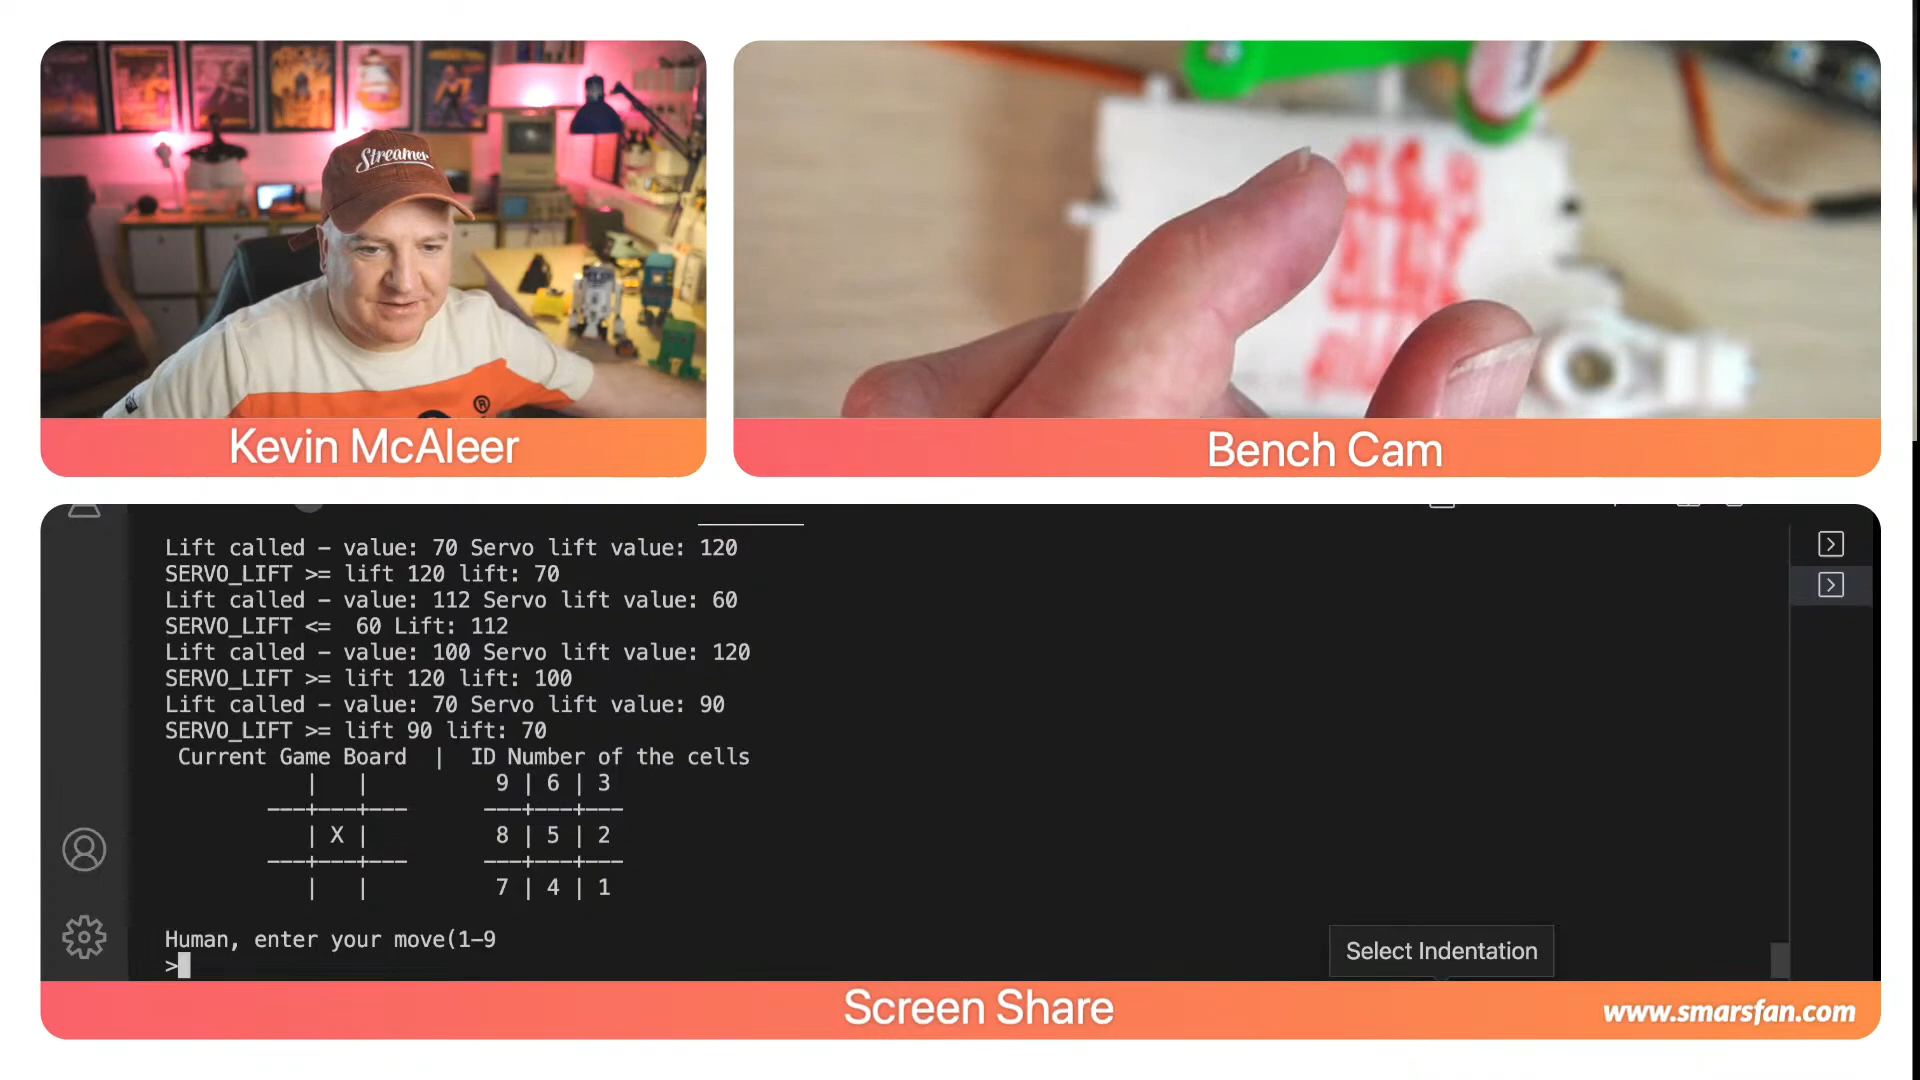 Streamer
®
Kevin McAleer
Bench Cam
Lift called - value: 70 Servo lift value: 120
SERVO_LIFT >= lift 120 lift: 70
Lift called - value: 112 Servo lift value: 60
SERVO_LIFT <=  60 Lift: 112
Lift called - value: 100 Servo lift value: 120
SERVO_LIFT >= lift 120 lift: 100
Lift called - value: 70 Servo lift value: 90
SERVO_LIFT >= lift 90 lift: 70
Current Game Board  |  ID Number of the cells
|   |          9 | 6 | 3
---+---+---      ---+---+---
| X |          8 | 5 | 2
---+---+---      ---+---+---
|   |          7 | 4 | 1
Human, enter your move(1-9
>
Select Indentation
Screen Share
www.smarsfan.com